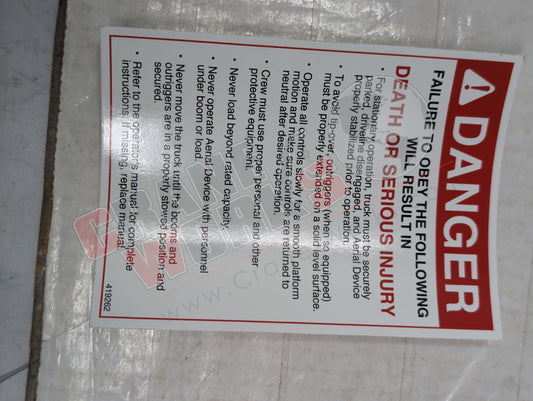 DANGER
FAILURE TO OBEY THE FOLLOWING
WILL RESULT IN
DEATH OR SERIOUS INJURY
• For stationary operation, truck must be securely
parked, driveline disengaged, and Aerial Device
properly stabilized prior to operation.
• To avoid tip-over, outriggers (when so equipped)
must be properly extended on a solid level surface.
• Operate all controls slowly for a smooth platform
motion and make sure controls are returned to
neutral after desired operation.
• Crew must use proper personal and other
protective equipment.
• Never load beyond rated capacity.
• Never operate Aerial Device with personnel
under boom or load.
• Never move the truck until the booms and
outriggers are in a properly stowed position and
secured.
• Refer to the operator's manual for complete
instructions. If missing, replace manual.
419262